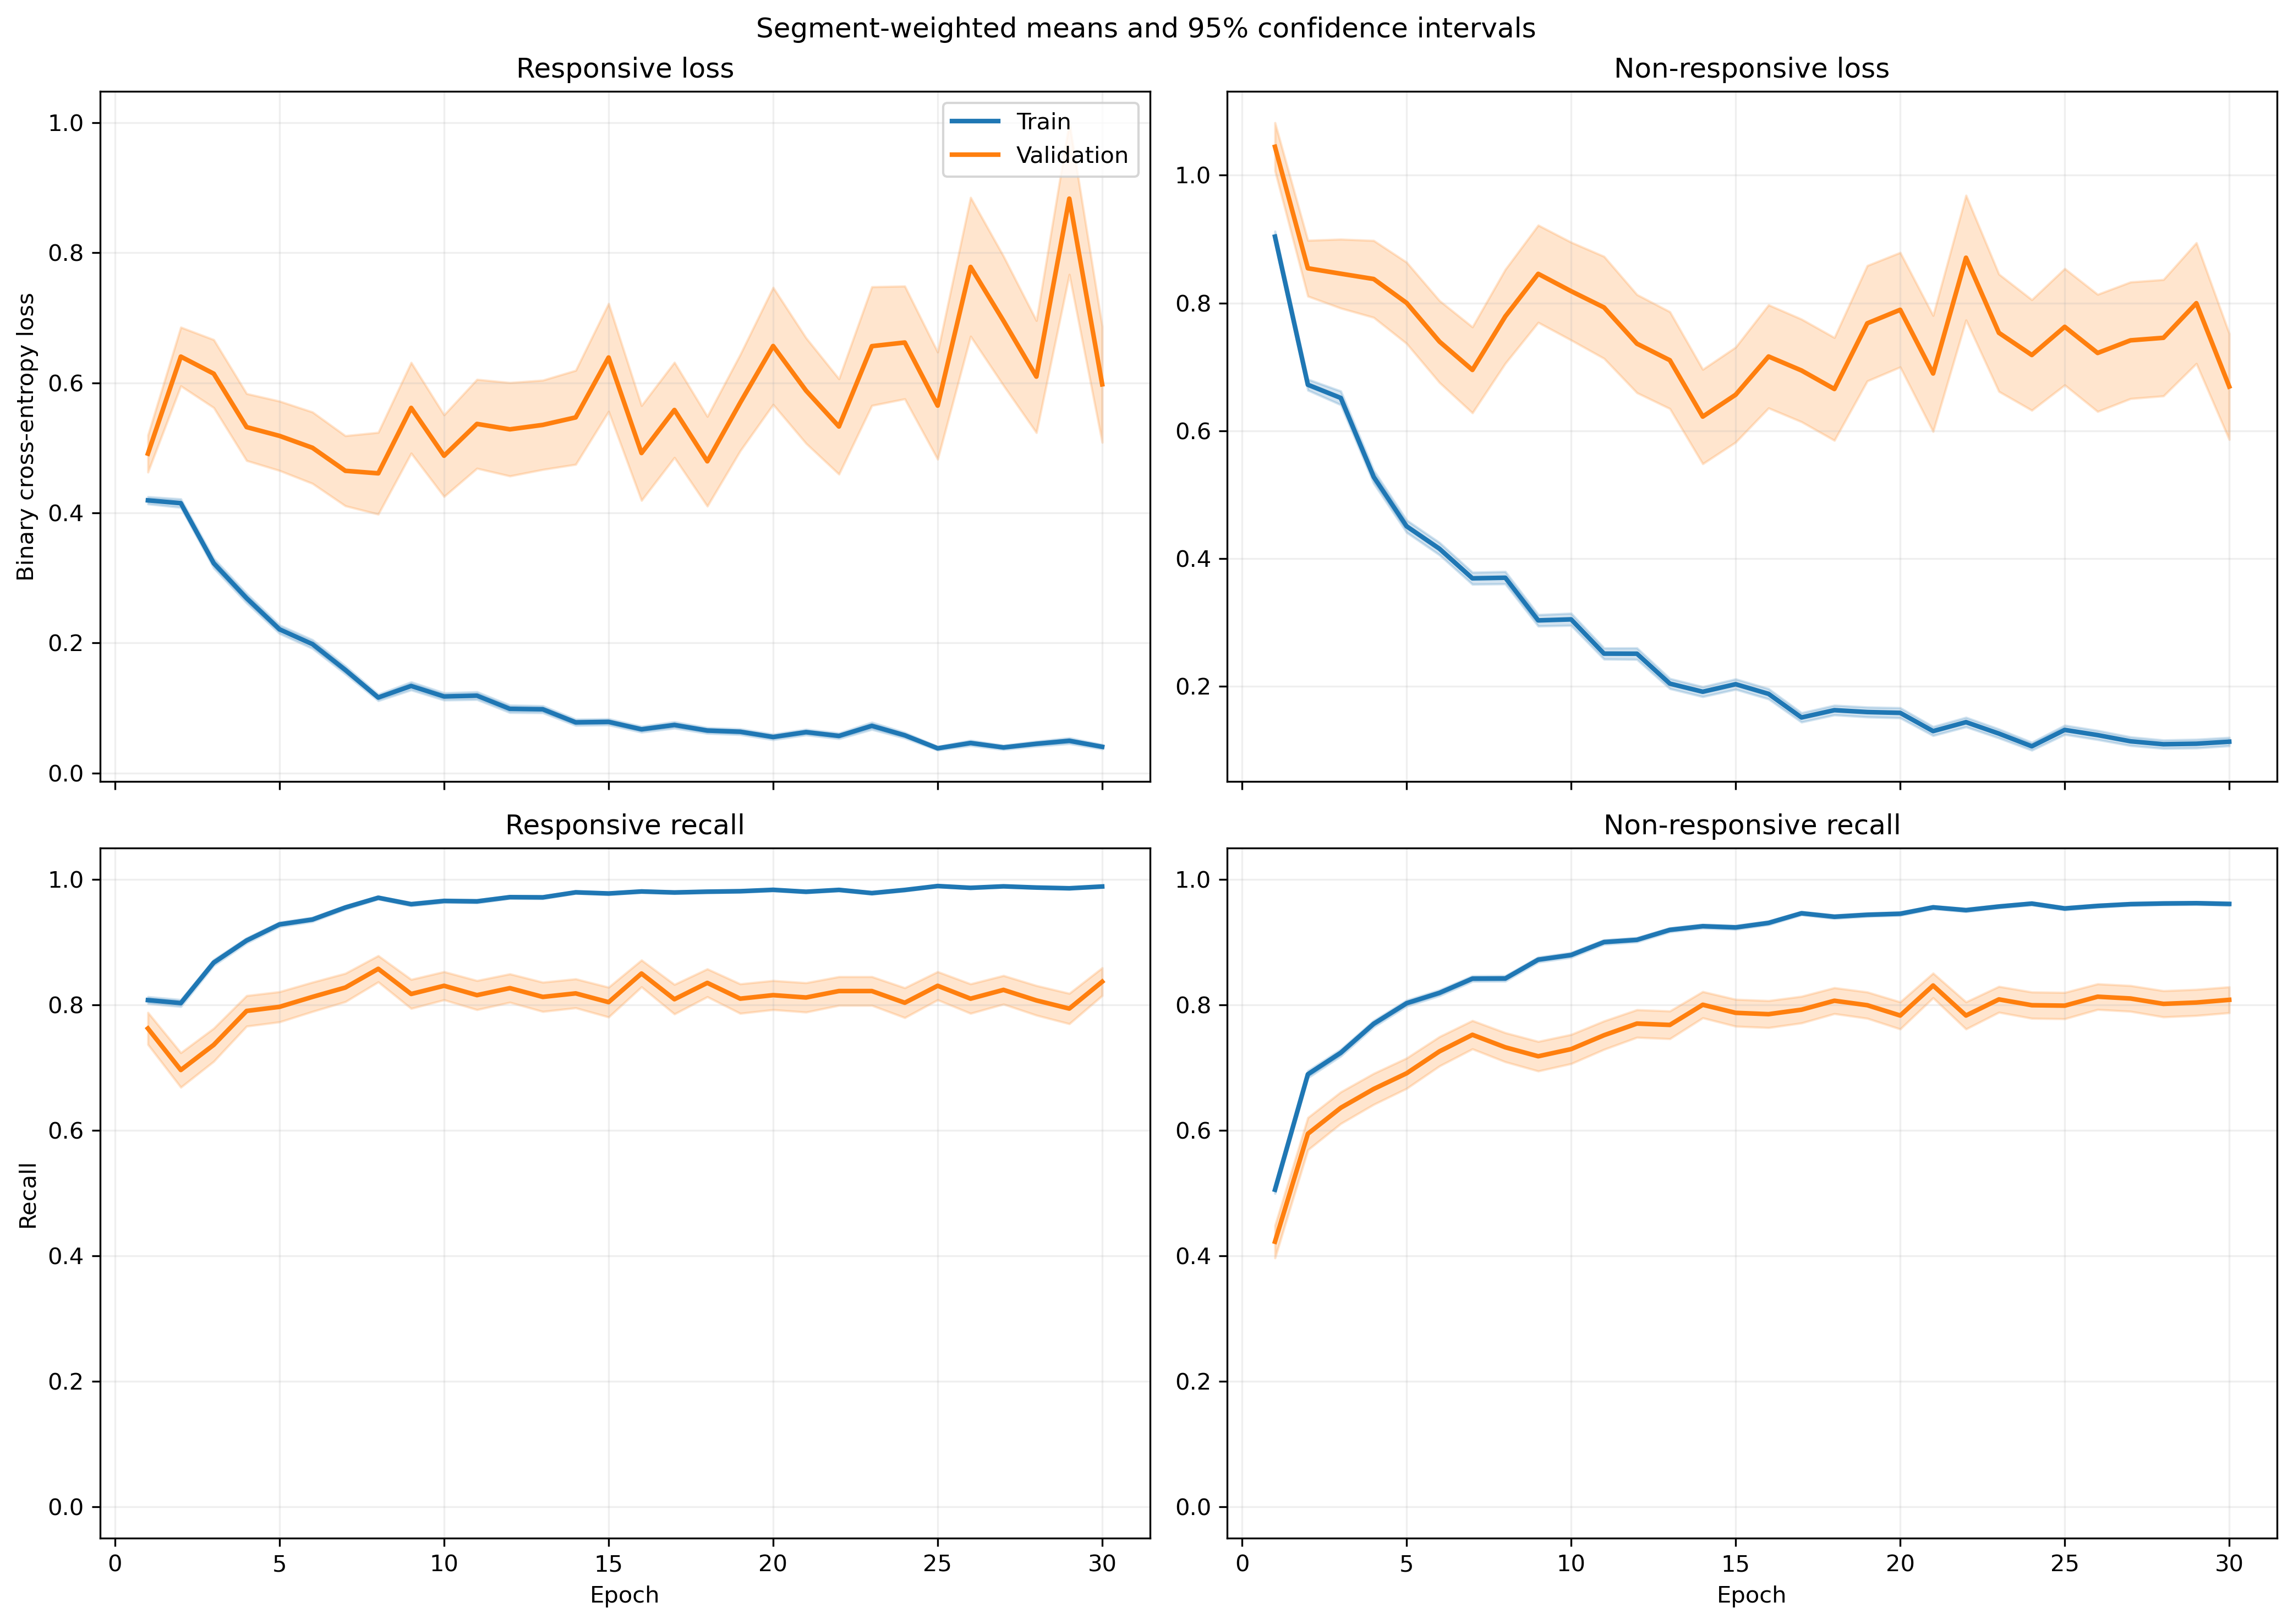 Segment-weighted means and 95% confidence intervals
Responsive loss
Non-responsive loss
Train
Validation
Binary cross-entropy loss
1.0
0.8
0.6
0.4
0.2
0.0
1.0
0.8
0.6
0.4
0.2
Responsive recall
Non-responsive recall
Recall
1.0
0.8
0.6
0.4
0.2
0.0
1.0
0.8
0.6
0.4
0.2
0.0
0 5 10 15 20 25 30
0 5 10 15 20 25 30
Epoch
Epoch